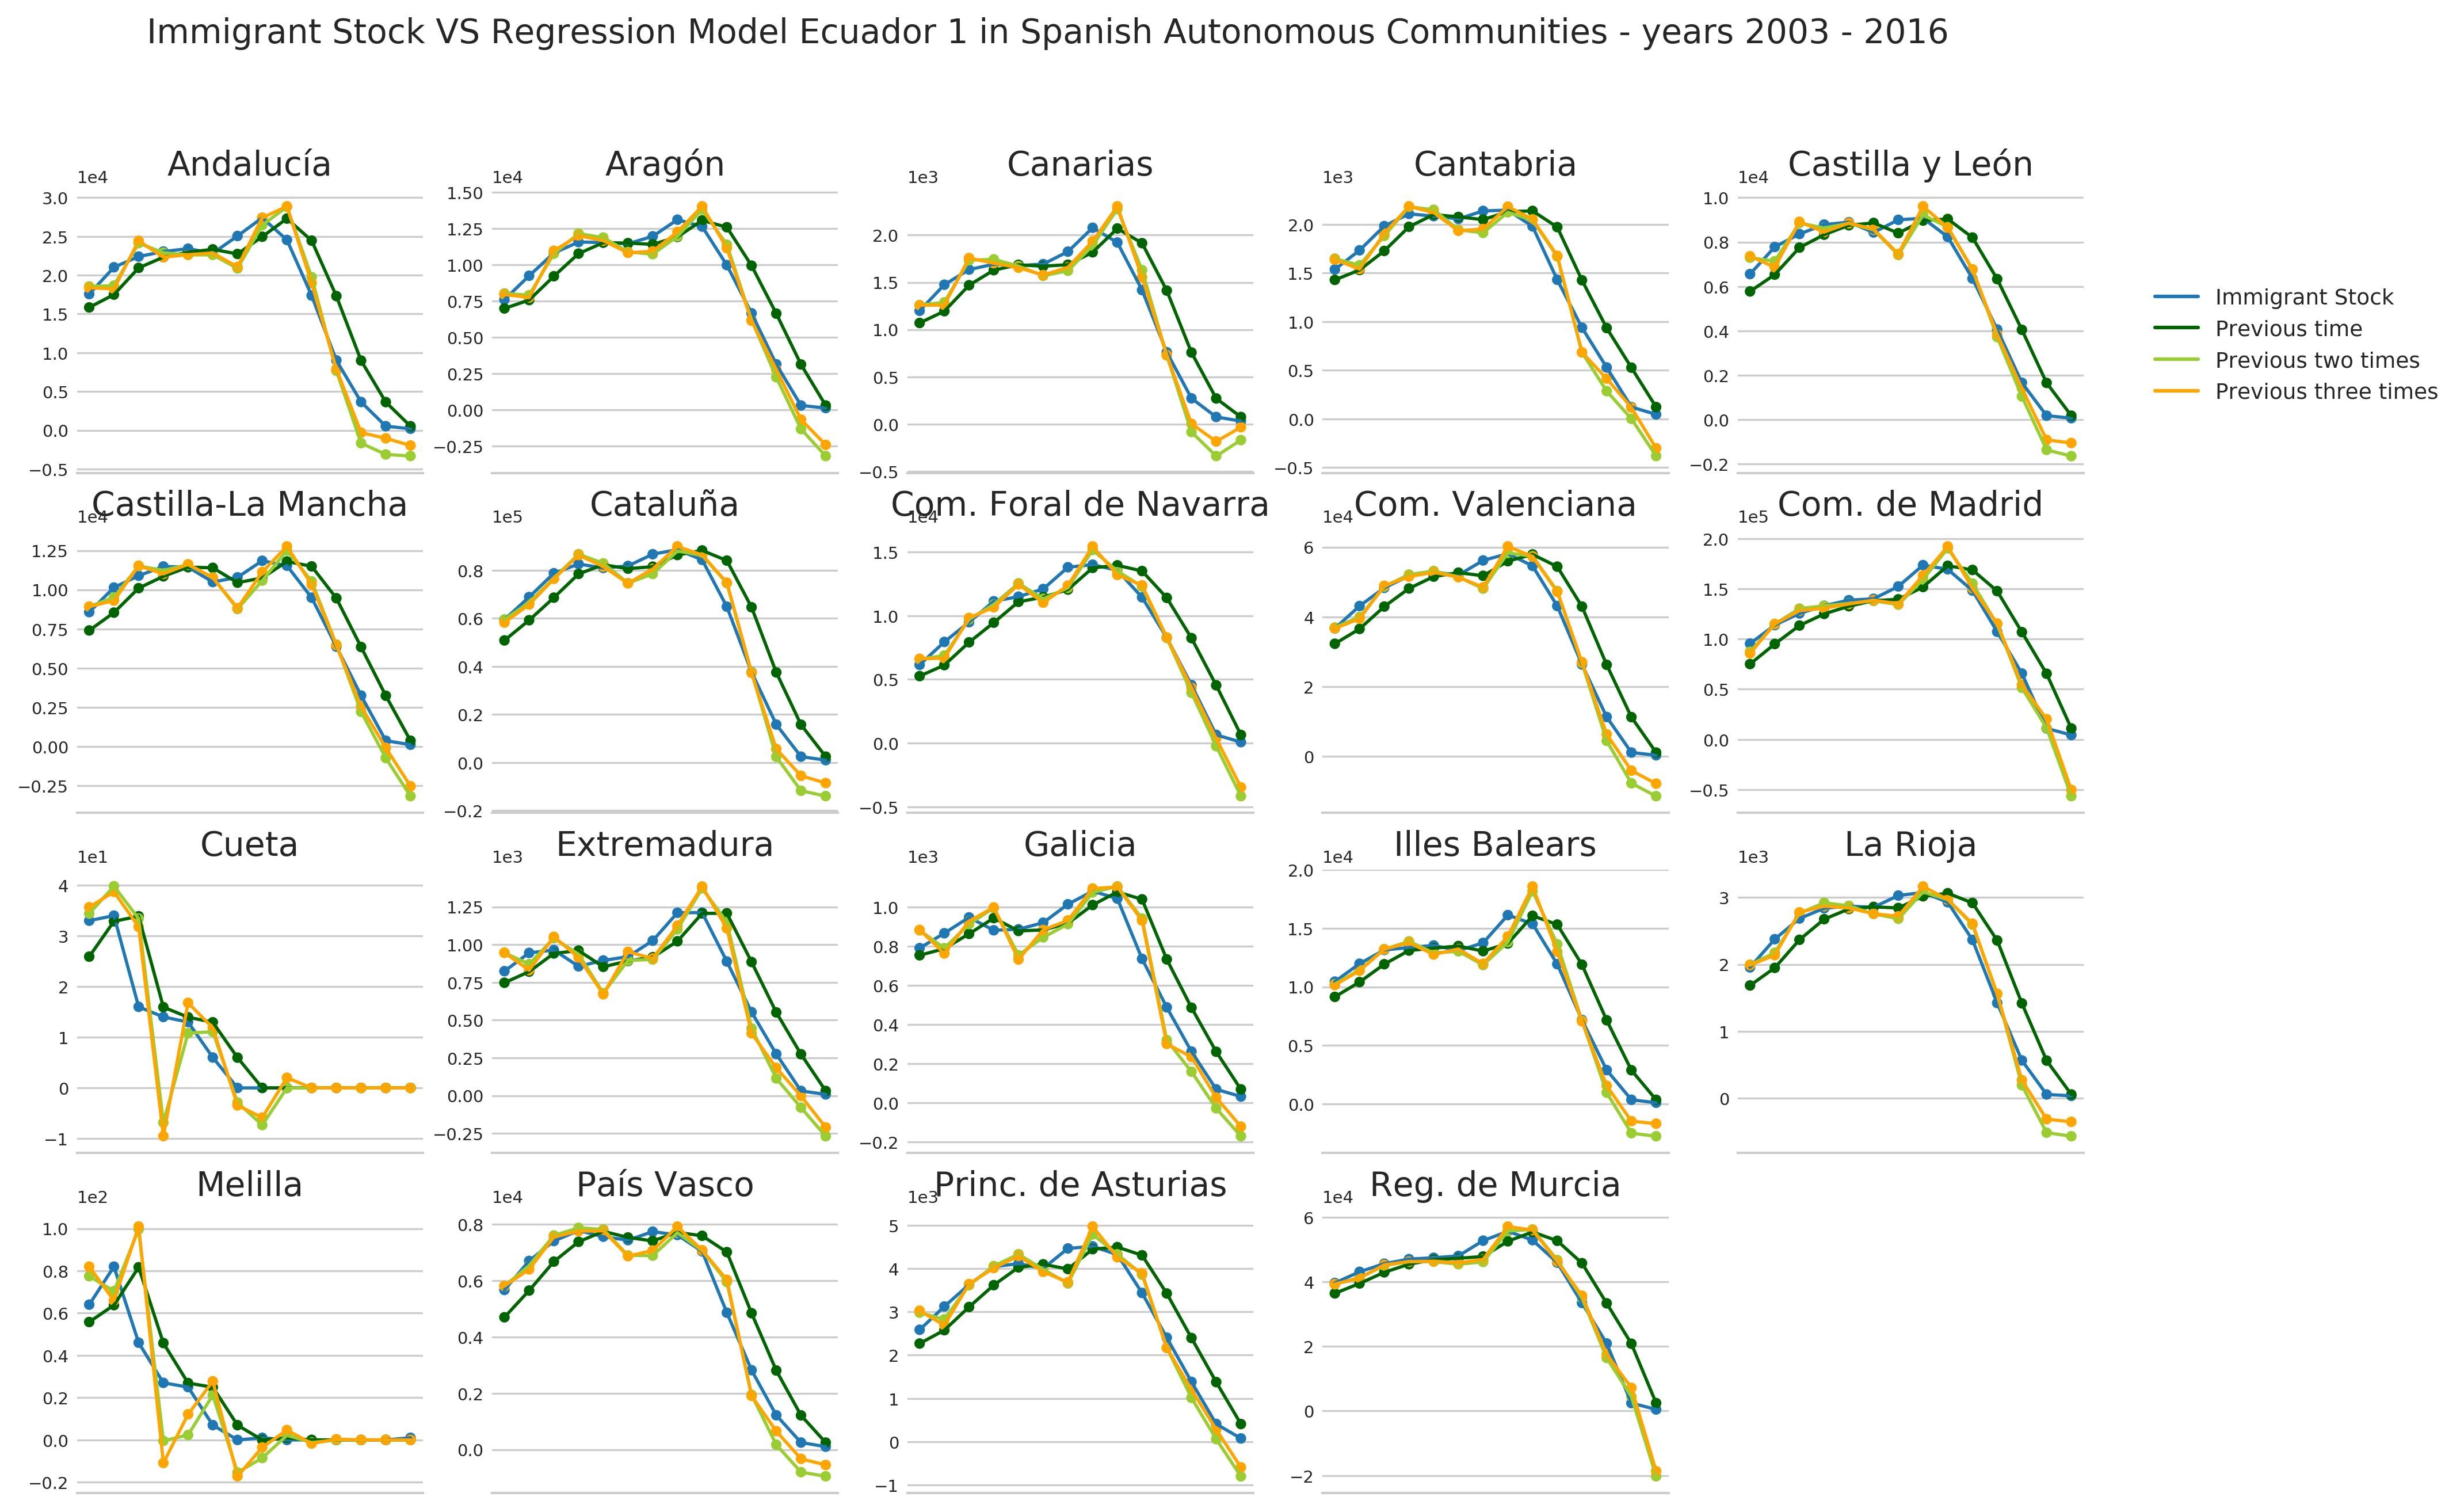 Immigrant Stock VS Regression Model Ecuador 1 in Spanish Autonomous Communities - years 2003 - 2016
Andalucía
1e4
3.0
2.5
2.0
1.5
1.0
0.5
0.0
−0.5
Aragón
1e4
1.50
1.25
1.00
0.75
0.50
0.25
0.00
−0.25
Canarias
1e3
2.0
1.5
1.0
0.5
0.0
−0.5
Cantabria
1e3
2.0
1.5
1.0
0.5
0.0
−0.5
Castilla y León
1e4
1.0
0.8
0.6
0.4
0.2
0.0
−0.2
Immigrant Stock
Previous time
Previous two times
Previous three times
Castilla-La Mancha
1e4
1.25
1.00
0.75
0.50
0.25
0.00
−0.25
Cataluña
1e5
0.8
0.6
0.4
0.2
0.0
−0.2
Com. Foral de Navarra
1e4
1.5
1.0
0.5
0.0
−0.5
Com. Valenciana
1e4
6
4
2
0
Com. de Madrid
1e5
2.0
1.5
1.0
0.5
0.0
−0.5
Cueta
1e1
4
3
2
1
0
−1
Extremadura
1e3
1.25
1.00
0.75
0.50
0.25
0.00
−0.25
Galicia
1e3
1.0
0.8
0.6
0.4
0.2
0.0
−0.2
Illes Balears
1e4
2.0
1.5
1.0
0.5
0.0
La Rioja
1e3
3
2
1
0
Melilla
1e2
1.0
0.8
0.6
0.4
0.2
0.0
−0.2
País Vasco
1e4
0.8
0.6
0.4
0.2
0.0
Princ. de Asturias
1e3
5
4
3
2
1
0
−1
Reg. de Murcia
1e4
6
4
2
0
−2